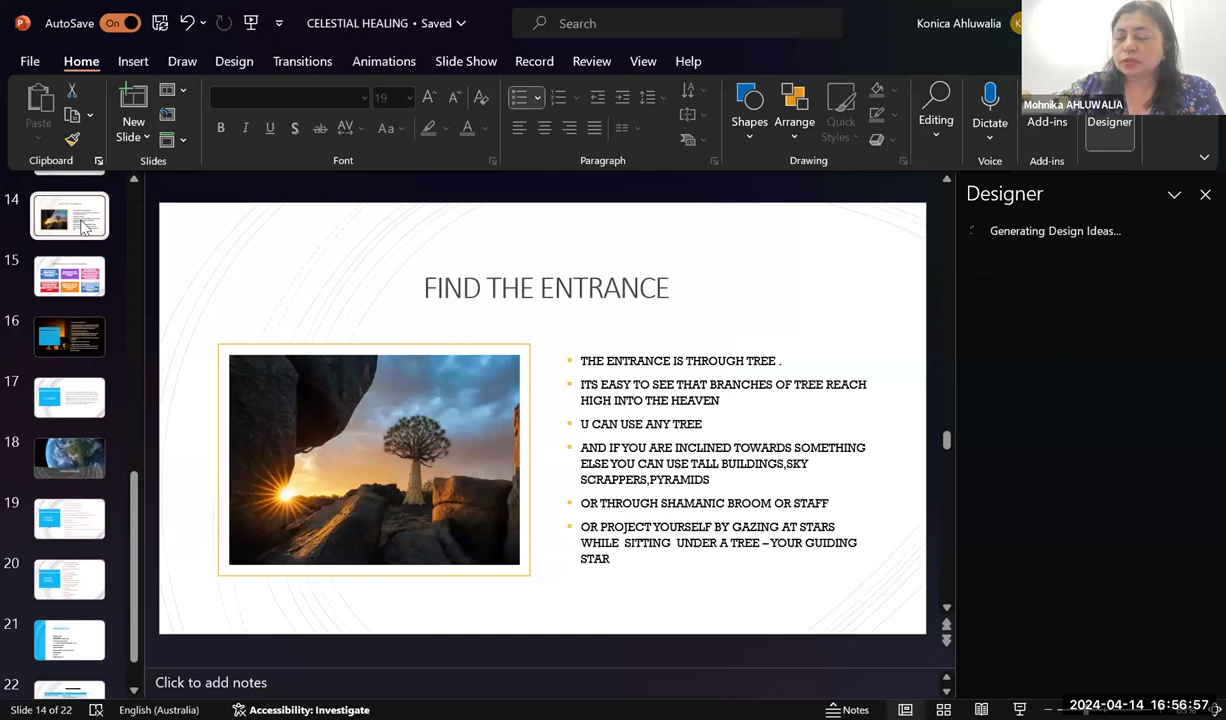 AutoSave On CELESTIAL HEALING • Saved Search Konica Ahluwalia
File Home Insert Draw Design Transitions Animations Slide Show Record Review View Help
Mohnika AHLUWALIA
Paste New Slide 19 B I U S ab AV Aa A Shapes Arrange Quick Styles Editing Dictate Add-ins Designer
Clipboard Slides Font Paragraph Drawing Voice Add-ins
Designer
Generating Design Ideas...
14
15
16
17
18
19
20
21
22
FIND THE ENTRANCE
THE ENTRANCE IS THROUGH TREE .
ITS EASY TO SEE THAT BRANCHES OF TREE REACH
HIGH INTO THE HEAVEN
U CAN USE ANY TREE
AND IF YOU ARE INCLINED TOWARDS SOMETHING
ELSE YOU CAN USE TALL BUILDINGS,SKY
SCRAPPERS,PYRAMIDS
OR THROUGH SHAMANIC BROOM OR STAFF
OR PROJECT YOURSELF BY GAZING AT STARS
WHILE SITTING UNDER A TREE – YOUR GUIDING
STAR
Click to add notes
Slide 14 of 22 English (Australia) Accessibility: Investigate Notes
2024-04-14 16:56:57